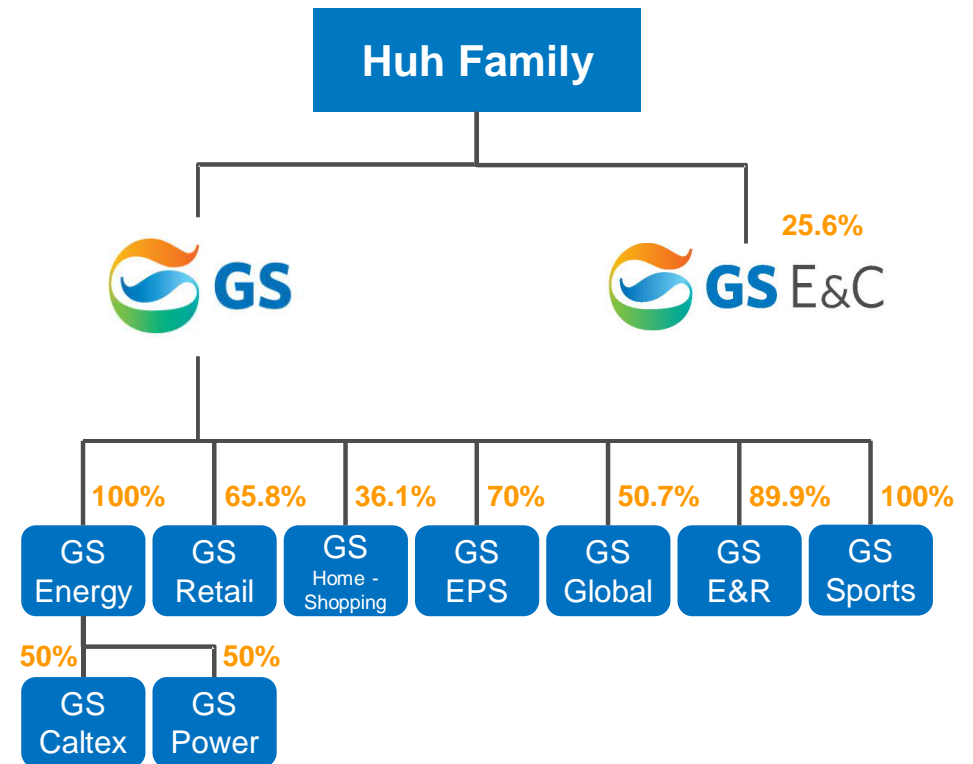 Huh Family
25.6%
GS
GS E&C
100%
65.8%
36.1%
70%
50.7%
89.9%
100%
GS
Energy
GS
Retail
GS
Home -
Shopping
GS
EPS
GS
Global
GS
E&R
GS
Sports
50%
50%
GS
Caltex
GS
Power